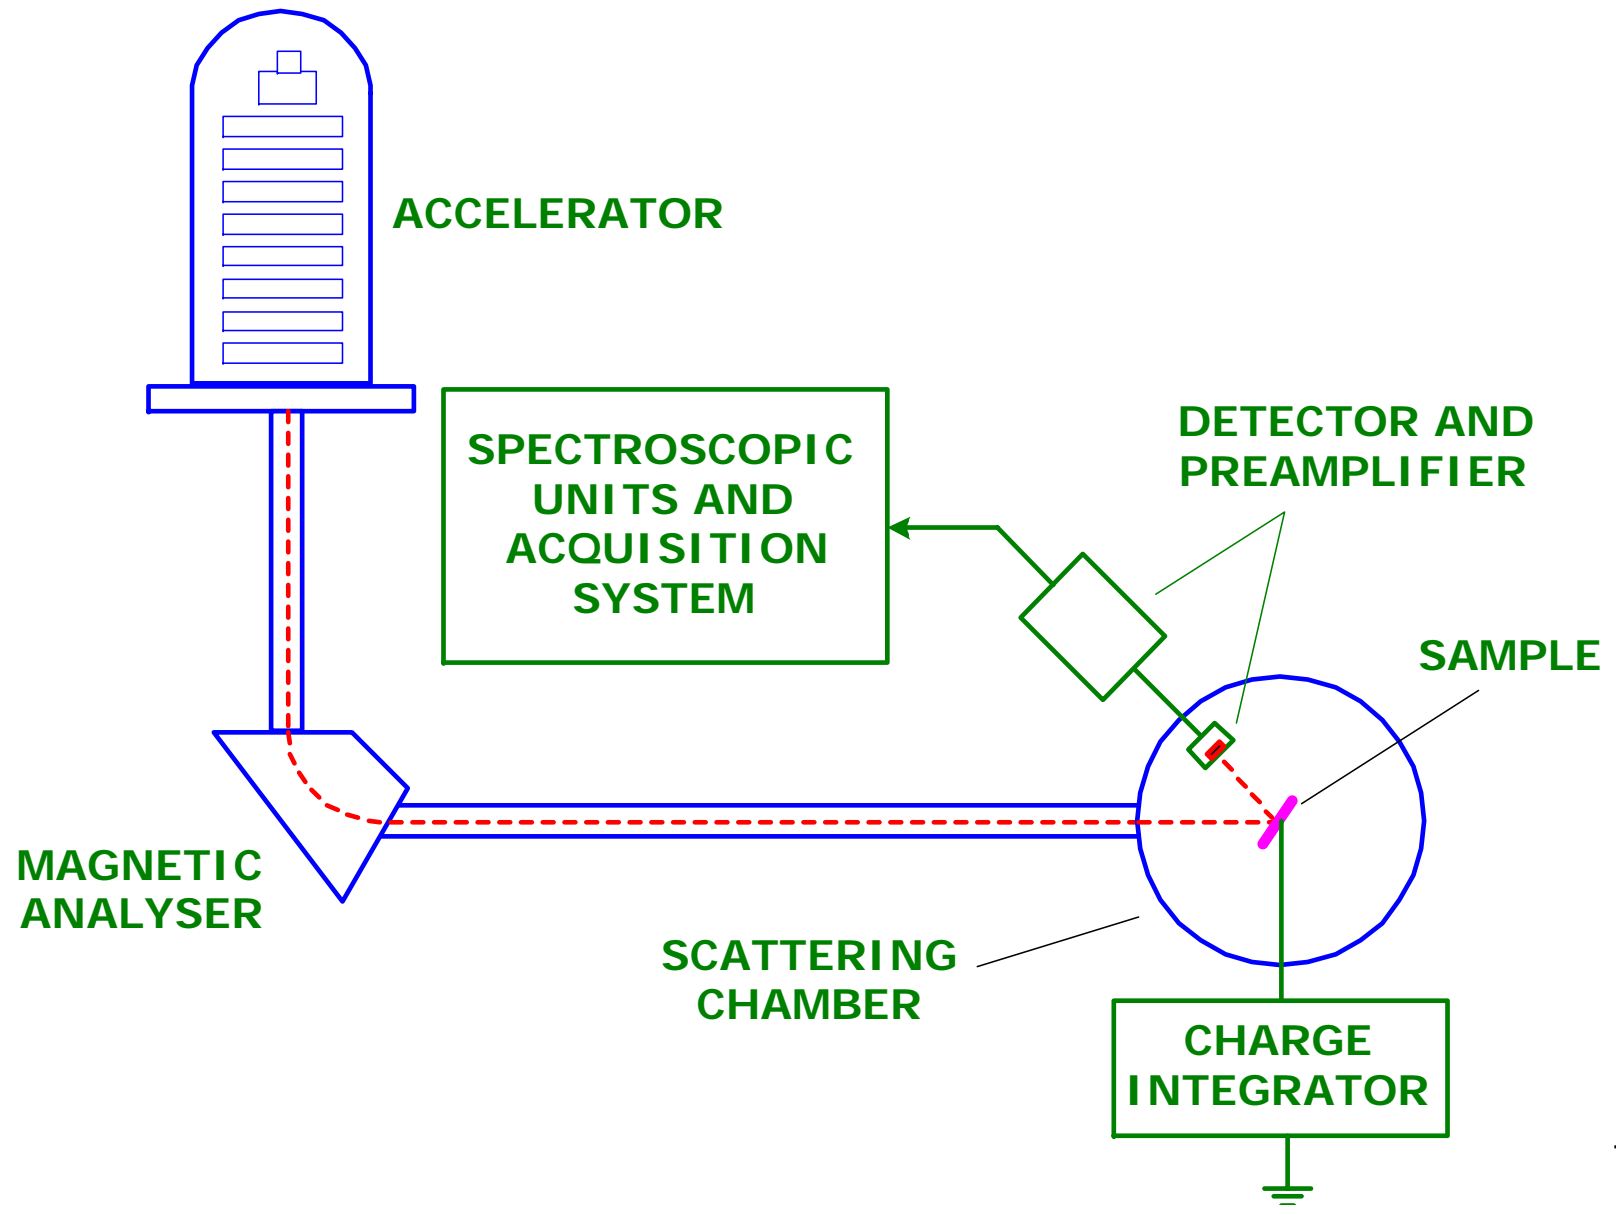 ACCELERATOR
SPECTROSCOPIC
UNITS AND
ACQUISITION
SYSTEM
DETECTOR AND
PREAMPLIFIER
SAMPLE
MAGNETIC
ANALYSER
SCATTERING
CHAMBER
CHARGE
INTEGRATOR